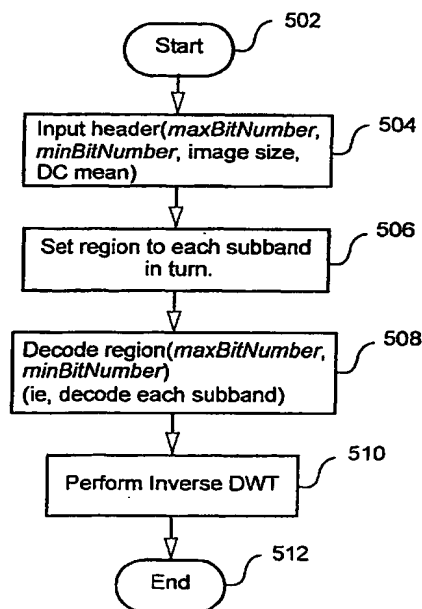 Start
502
Input header(maxBitNumber,
minBitNumber, image size,
DC mean)
504
Set region to each subband
in turn.
506
Decode region(maxBitNumber,
minBitNumber)
(ie, decode each subband)
508
Perform Inverse DWT
510
End
512